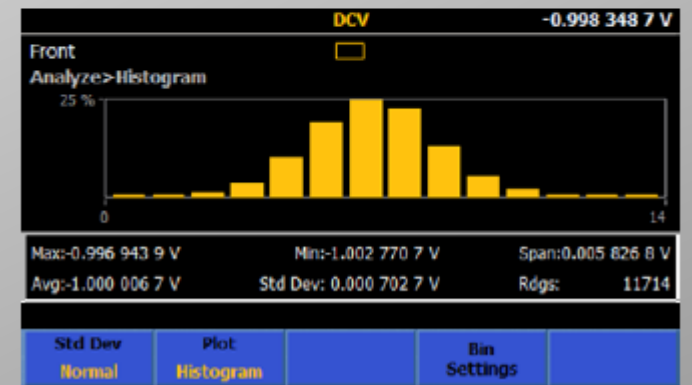 DCV -0.998 348 7 V
Front
Analyze>Histogram
25 %
0 14
Max:-0.996 943 9 V Min:-1.002 770 7 V Span:0.005 826 8 V
Avg:-1.000 006 7 V Std Dev: 0.000 702 7 V Rdgs: 11714
Std Dev Plot Bin
Normal Histogram Settings